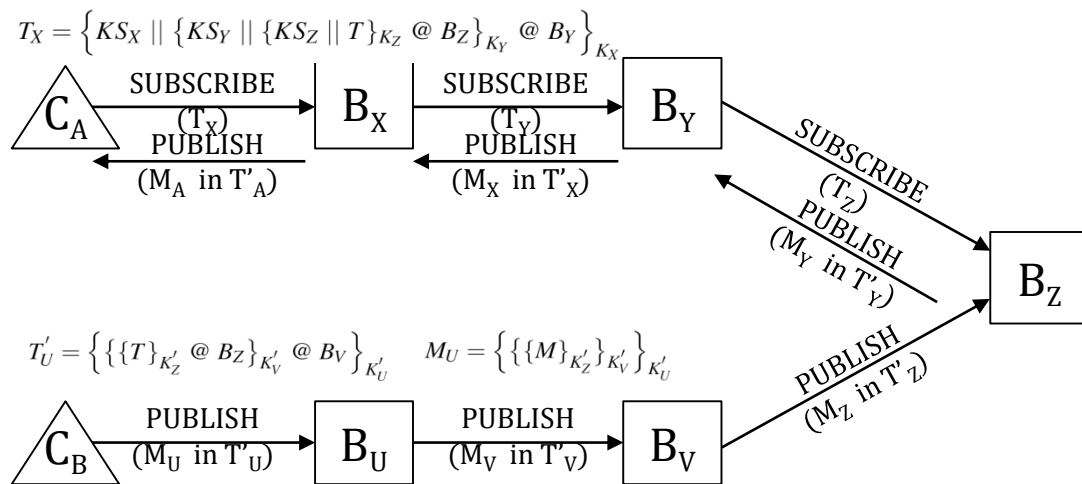 T_X = { KS_X || { KS_Y || { KS_Z || T }_{K_Z} @ B_Z }_{K_Y} @ B_Y }_{K_X}
C_A
SUBSCRIBE
(T_X)
PUBLISH
(M_A in T'_A)
B_X
SUBSCRIBE
(T_Y)
PUBLISH
(M_X in T'_X)
B_Y
SUBSCRIBE
(T_Z)
PUBLISH
(M_Y in T'_Y)
B_Z
T'_U = { { { T }_{K'_Z} @ B_Z }_{K'_V} @ B_V }_{K'_U}
M_U = { { { M }_{K'_Z} }_{K'_V} }_{K'_U}
C_B
PUBLISH
(M_U in T'_U)
B_U
PUBLISH
(M_V in T'_V)
B_V
PUBLISH
(M_Z in T'_Z)